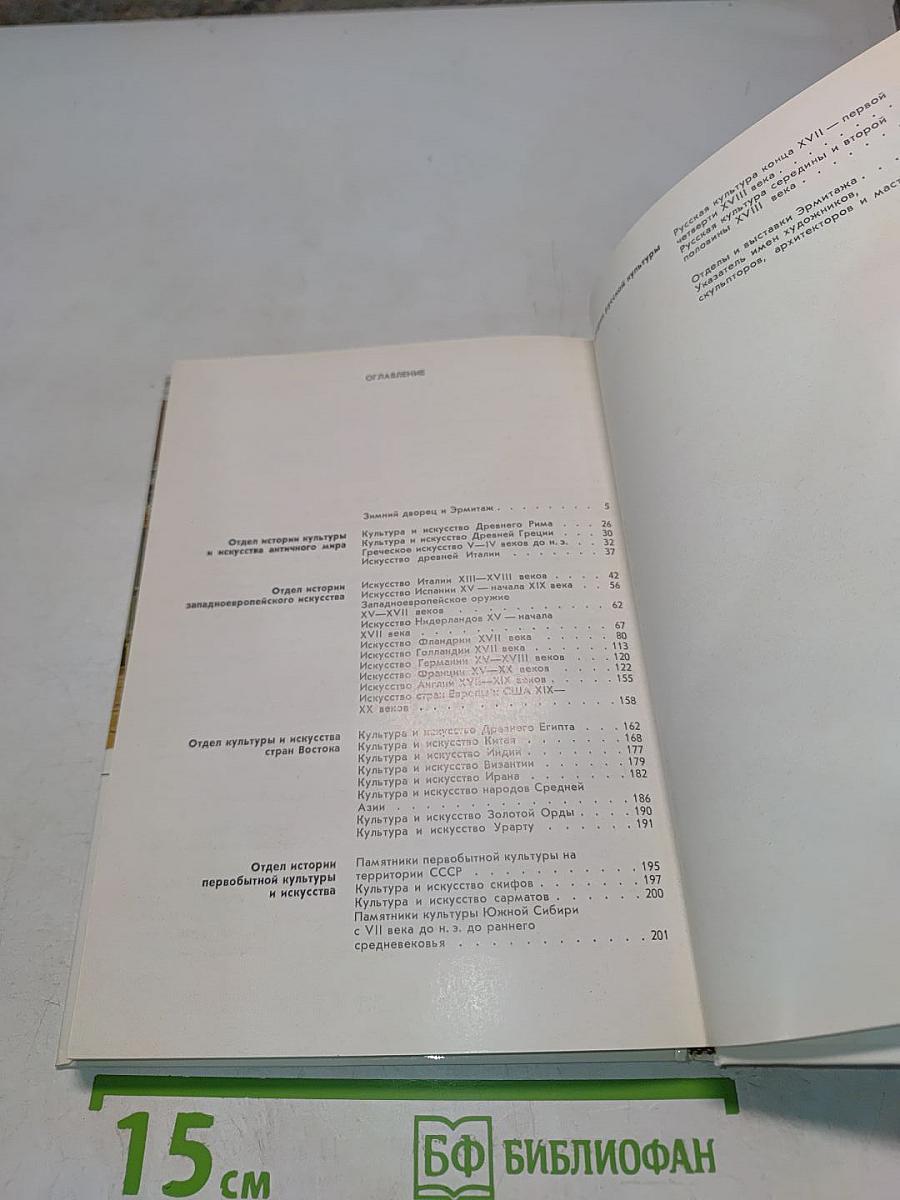 ОГЛАВЛЕНИЕ
Зимний дворец и Эрмитаж . . . . . . . . 5
Отдел истории культуры
и искусства античного мира
Культура и искусство Древнего Рима . . . 26
Культура и искусство Древней Греции . . . 30
Греческое искусство V—IV веков до н. э. . . . 32
Искусство древней Италии . . . . . . . 37
Отдел истории
западноевропейского искусства
Искусство Италии XIII—XVIII веков . . . . 42
Искусство Испании XV — начала XIX века . . 56
Западноевропейское оружие
XV—XVII веков . . . . . . . . . . . 62
Искусство Нидерландов XV — начала
XVII века . . . . . . . . . . . . . 67
Искусство Фландрии XVII века . . . . . 80
Искусство Голландии XVII века . . . . . 113
Искусство Германии XV—XVIII веков . . . 120
Искусство Франции XV—XX веков . . . . 122
Искусство Англии XVII—XIX веков . . . . 155
Искусство стран Европы и США XIX—
XX веков . . . . . . . . . . . . . 158
Отдел культуры и искусства
стран Востока
Культура и искусство Древнего Египта . . . 162
Культура и искусство Китая . . . . . . . 168
Культура и искусство Индии . . . . . . . 177
Культура и искусство Византии . . . . . . 179
Культура и искусство Ирана . . . . . . . 182
Культура и искусство народов Средней
Азии . . . . . . . . . . . . . . . 186
Культура и искусство Золотой Орды . . . . 190
Культура и искусство Урарту . . . . . . 191
Отдел истории
первобытной культуры
и искусства
Памятники первобытной культуры на
территории СССР . . . . . . . . . . . 195
Культура и искусство скифов . . . . . . . 197
Культура и искусство сарматов . . . . . . 200
Памятники культуры Южной Сибири
с VII века до н. э. до раннего
средневековья . . . . . . . . . . . . 201
русской культуры
Русская культура конца XVII — первой
четверти XVIII века . . . . . . .
Русская культура середины и второй
половины XVIII века . . . . . .
Отделы и выставки Эрмитажа . . .
Указатель имен художников,
скульпторов, архитекторов и
15 см
БФ БИБЛИОФАН